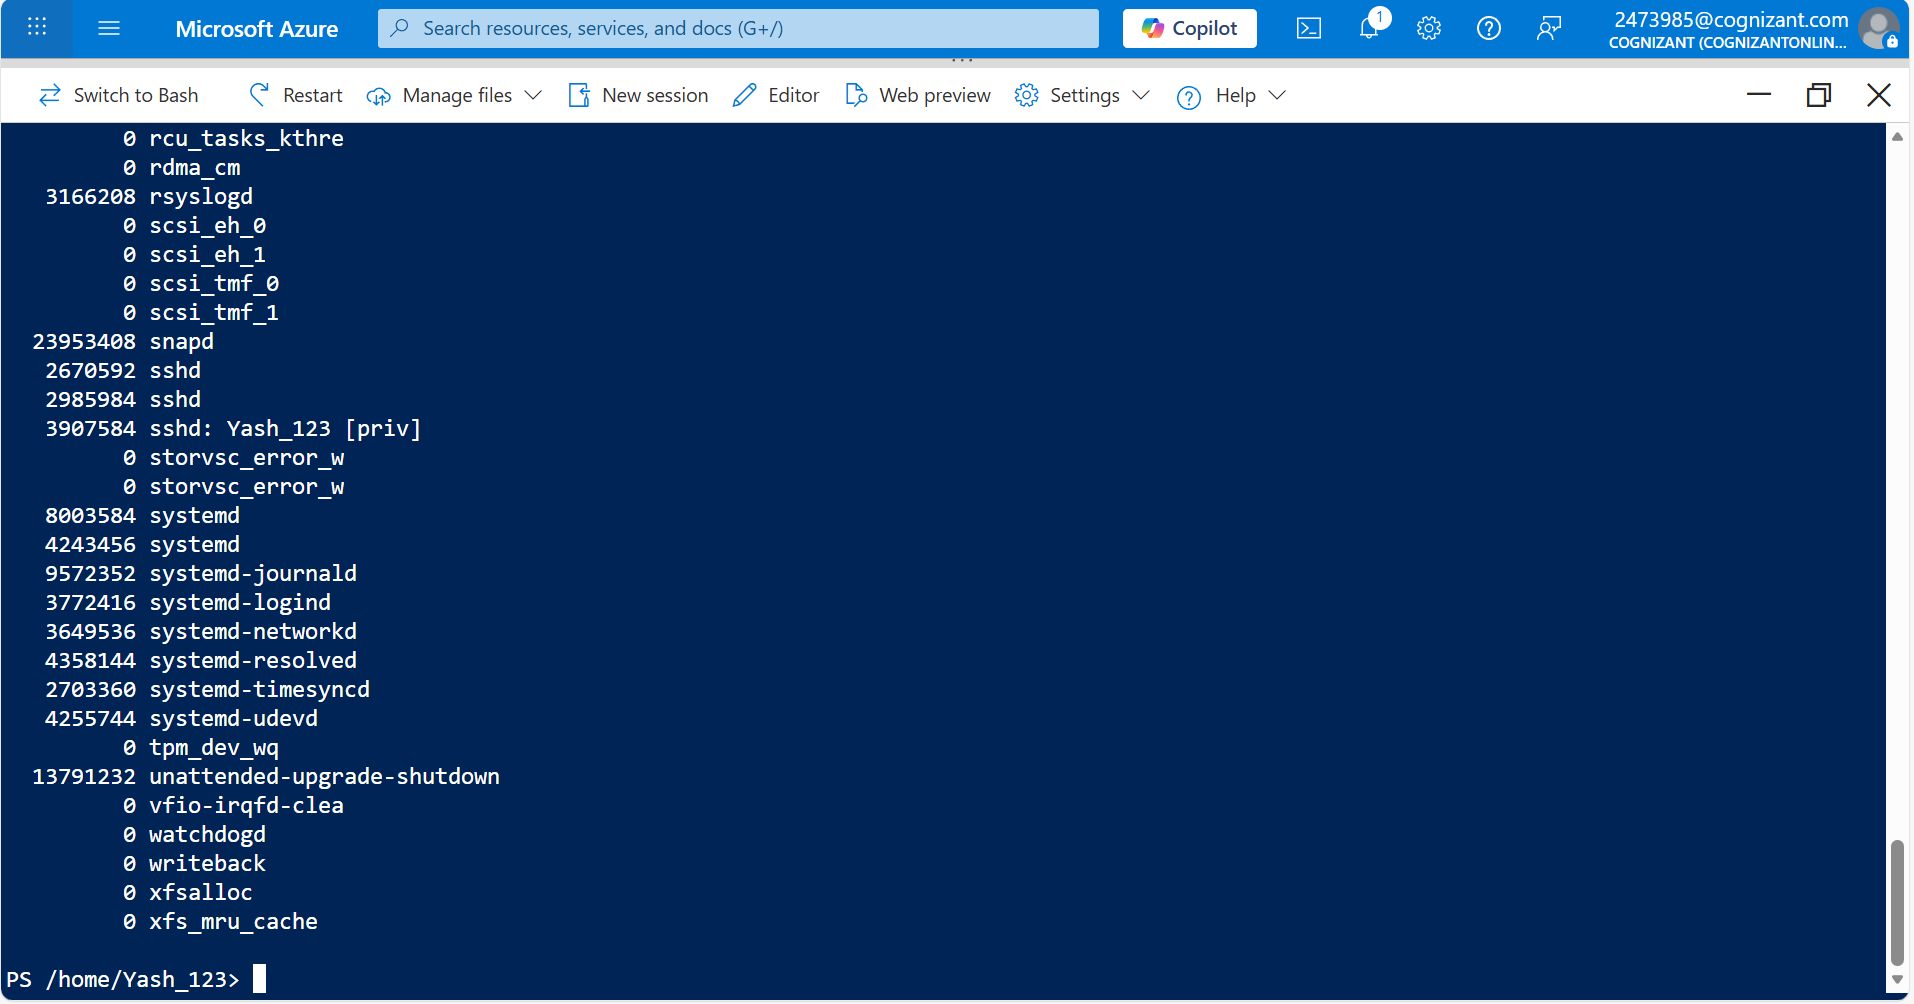 Microsoft Azure
Search resources, services, and docs (G+/)
Copilot
1
2473985@cognizant.com
COGNIZANT (COGNIZANTONLIN...
Switch to Bash
Restart
Manage files
New session
Editor
Web preview
Settings
Help
0 rcu_tasks_kthre
0 rdma_cm
3166208 rsyslogd
0 scsi_eh_0
0 scsi_eh_1
0 scsi_tmf_0
0 scsi_tmf_1
23953408 snapd
2670592 sshd
2985984 sshd
3907584 sshd: Yash_123 [priv]
0 storvsc_error_w
0 storvsc_error_w
8003584 systemd
4243456 systemd
9572352 systemd-journald
3772416 systemd-logind
3649536 systemd-networkd
4358144 systemd-resolved
2703360 systemd-timesyncd
4255744 systemd-udevd
0 tpm_dev_wq
13791232 unattended-upgrade-shutdown
0 vfio-irqfd-clea
0 watchdogd
0 writeback
0 xfsalloc
0 xfs_mru_cache
PS /home/Yash_123>